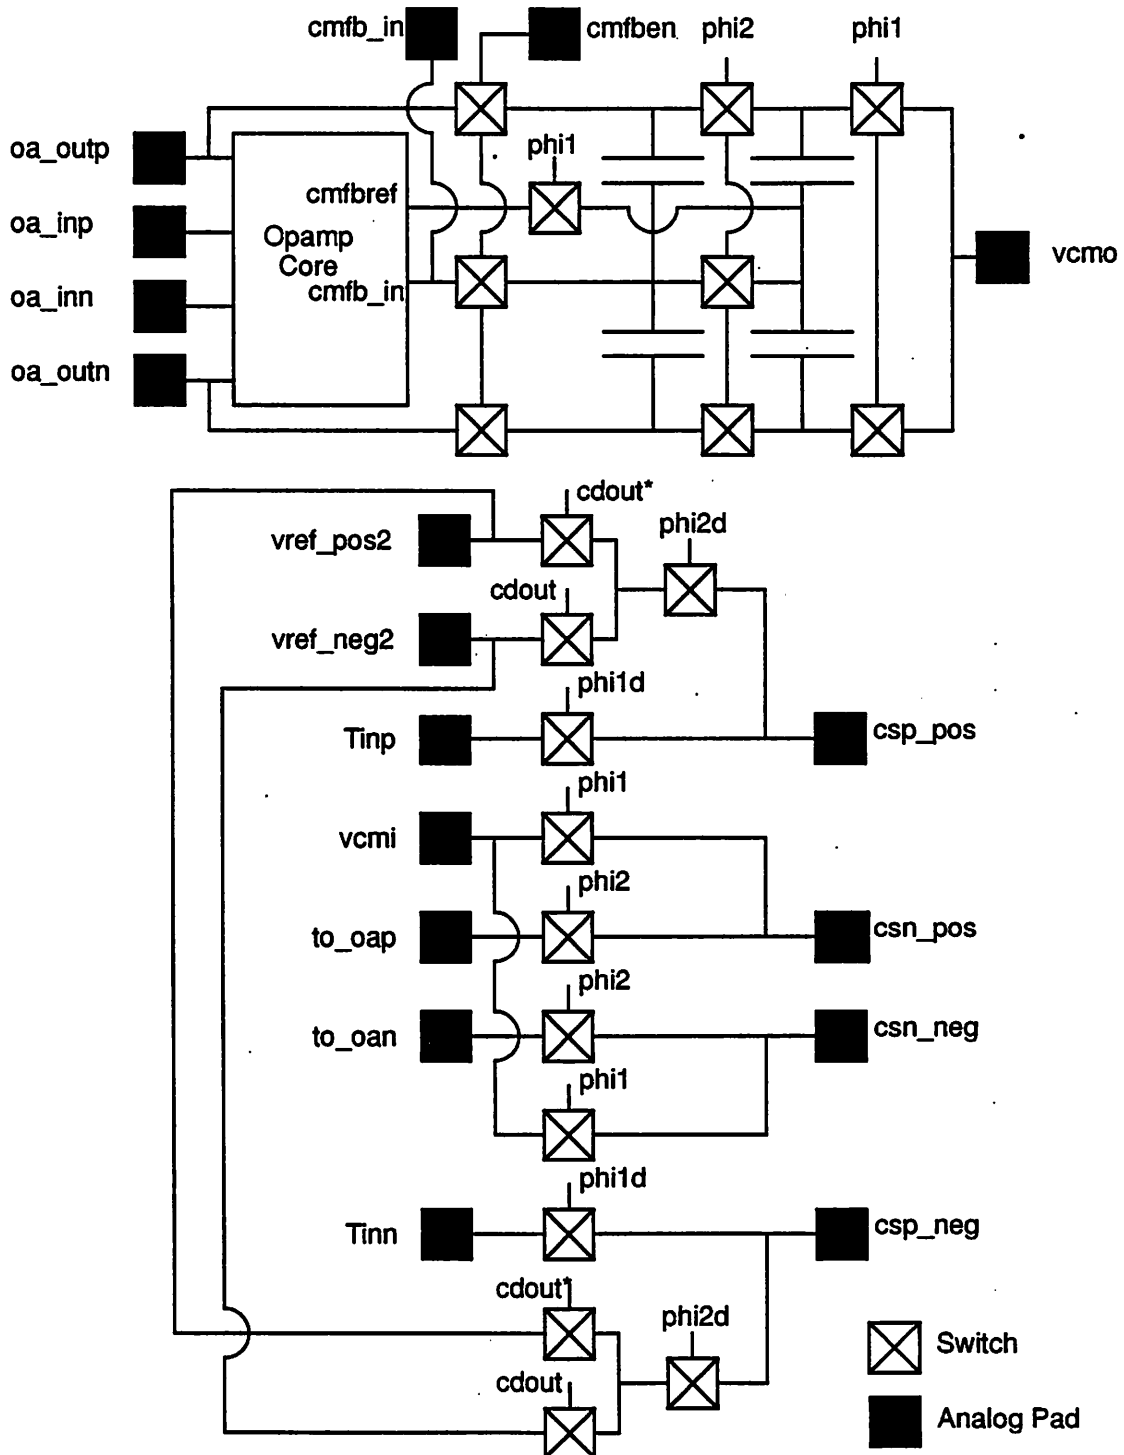 cmfb_in
cmfben
phi2
phi1
oa_outp
phi1
cmfbref
oa_inp
Opamp
Core
vcmo
oa_inn
cmfb_in
oa_outn
cdout*
vref_pos2
phi2d
cdout
vref_neg2
phi1d
Tinp
csp_pos
phi1
vcmi
phi2
to_oap
csn_pos
phi2
to_oan
csn_neg
phi1
phi1d
Tinn
csp_neg
cdout*
phi2d
Switch
cdout
Analog Pad